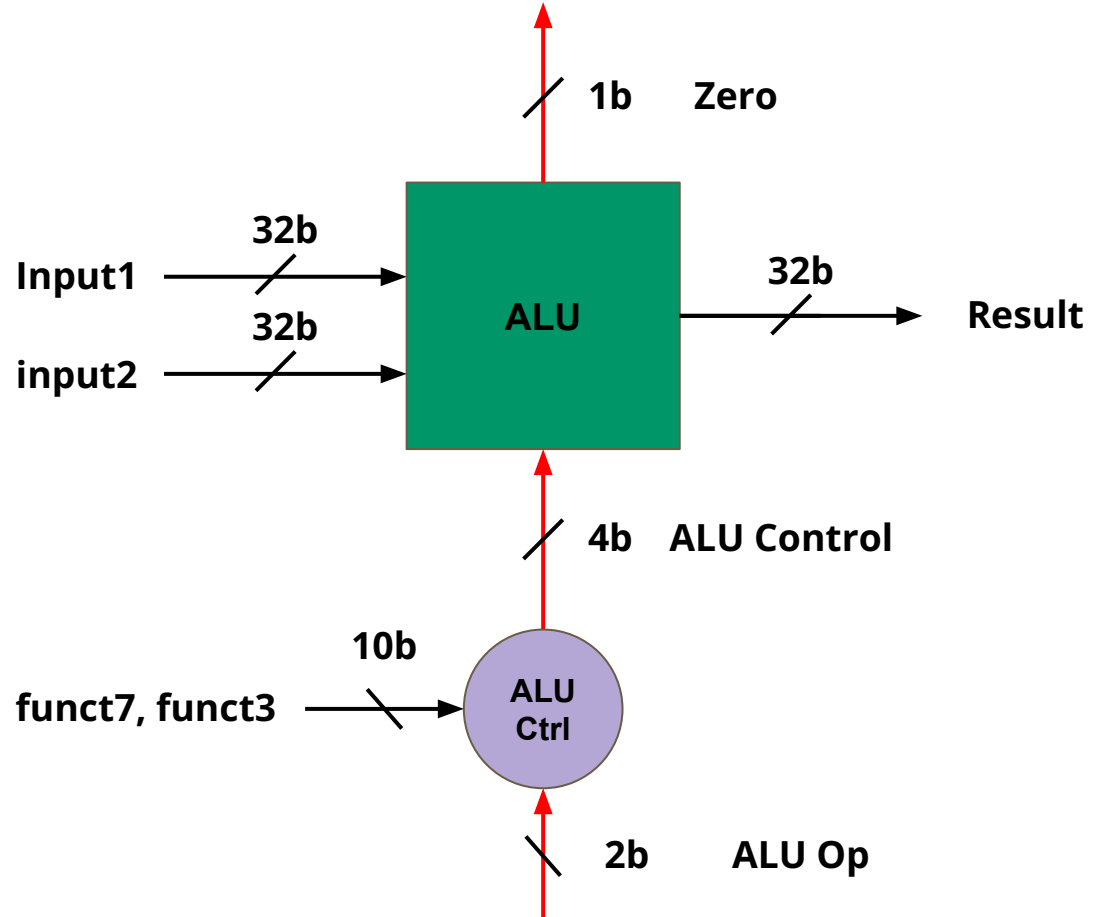 1b Zero
32b
Input1
32b
ALU
Result
32b
input2
4b ALU Control
10b
funct7, funct3
ALU
Ctrl
2b ALU Op